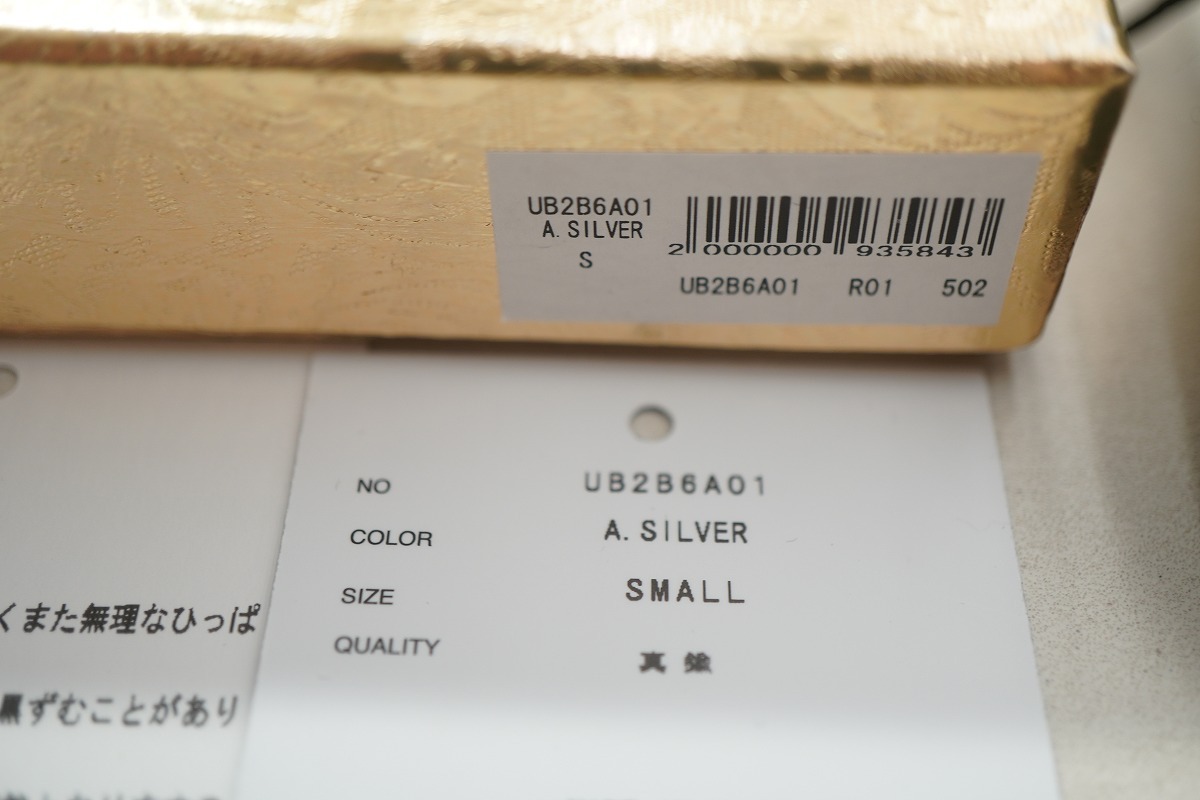 UB2B6A01
A. SILVER
S
2 000000 935843
UB2B6A01 R01 502
NO UB2B6A01
COLOR A. SILVER
SIZE SMALL
QUALITY 真鍮
くまた無理なひっぱ
黒ずむことがあり